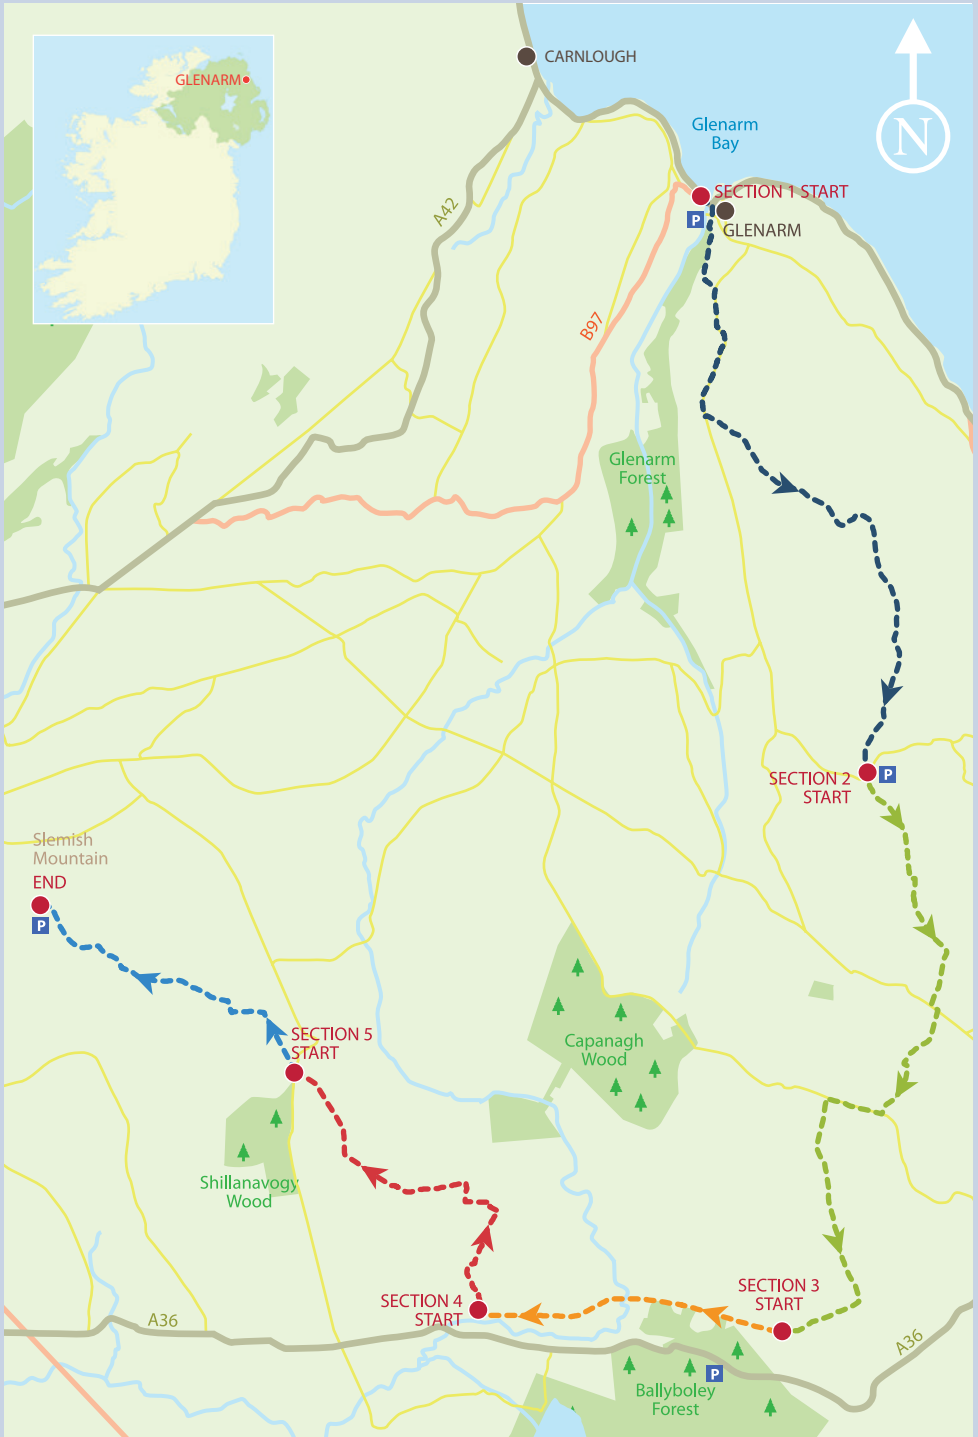 GLENARM
CARNLOUGH
N
Glenarm
Bay
A42
SECTION 1 START
P
GLENARM
B97
Glenarm
Forest
SECTION 2
START
P
Slemish
Mountain
END
P
SECTION 5
START
Capanagh
Wood
Shillanavogy
Wood
SECTION 3
START
SECTION 4
START
A36
A36
P
Ballyboley
Forest